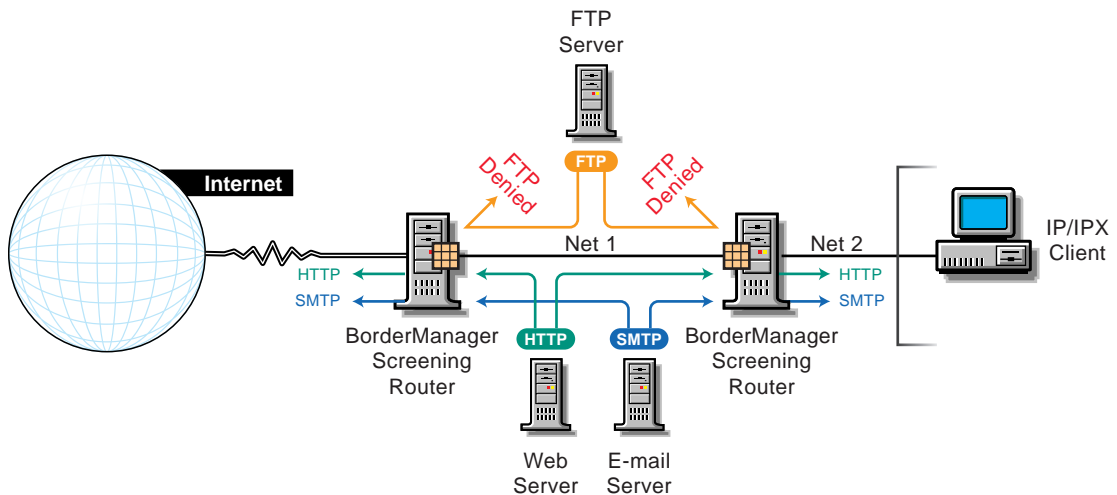 FTP
Server
Internet
FTP
FTP
Denied
FTP
Denied
Net 1
Net 2
IP/IPX
Client
HTTP
SMTP
HTTP
SMTP
BorderManager
Screening
Router
HTTP
SMTP
BorderManager
Screening
Router
Web
Server
E-mail
Server